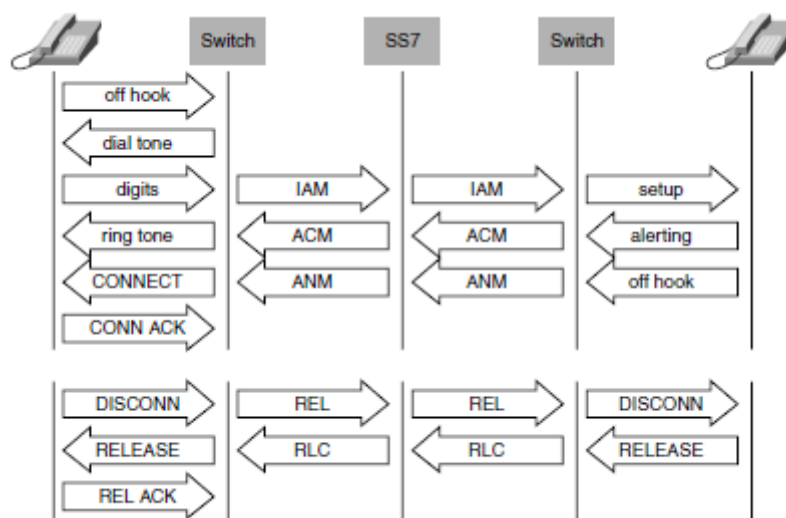 Switch SS7 Switch
off hook
dial tone
digits IAM IAM setup
ring tone ACM ACM alerting
CONNECT ANM ANM off hook
CONN ACK
DISCONN REL REL DISCONN
RELEASE RLC RLC RELEASE
REL ACK